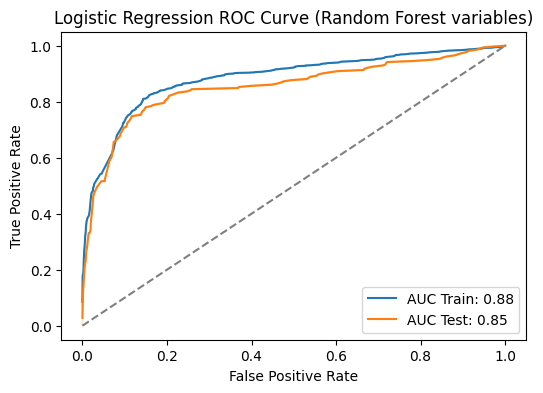 Logistic Regression ROC Curve (Random Forest variables)
True Positive Rate
1.0
0.8
0.6
0.4
0.2
0.0
AUC Train: 0.88
AUC Test: 0.85
0.0 0.2 0.4 0.6 0.8 1.0
False Positive Rate